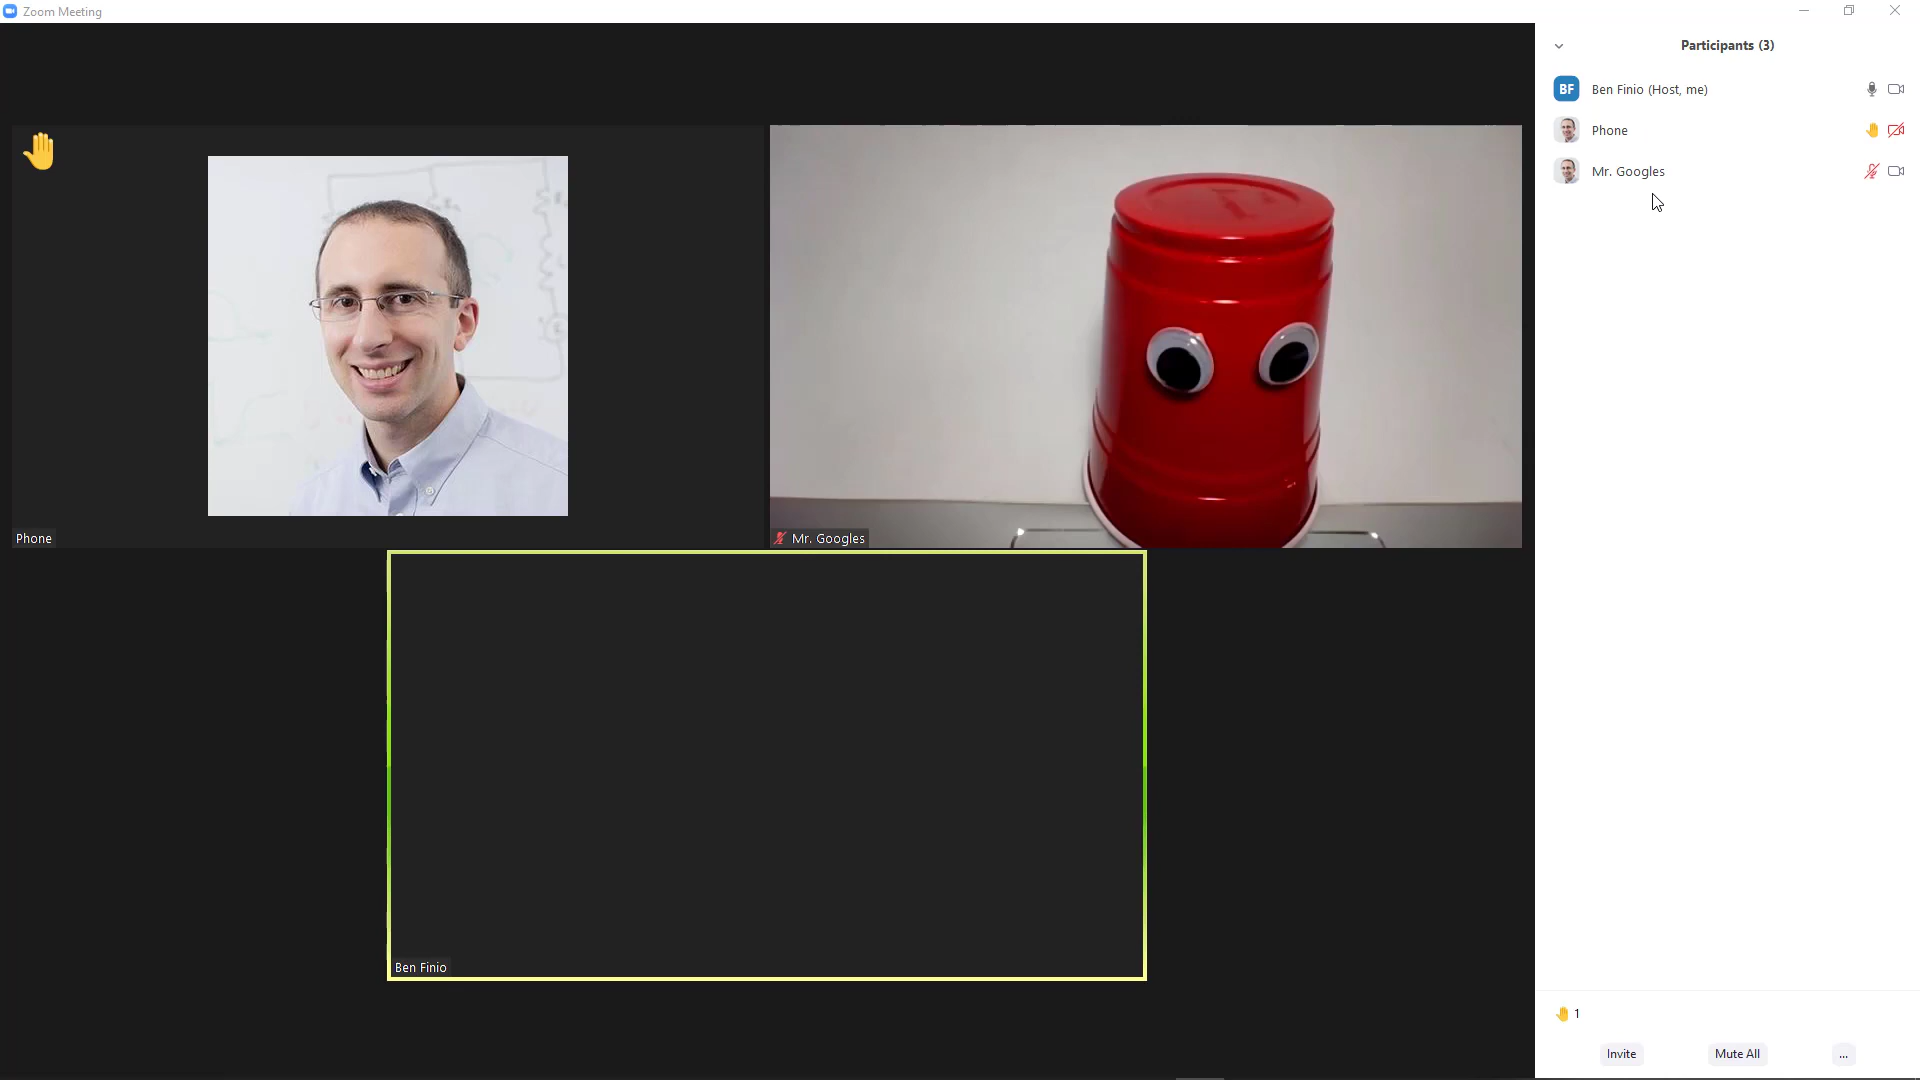 Zoom Meeting
Participants (3)
BF Ben Finio (Host, me)
Phone
Mr. Googles
Phone
Mr. Googles
Ben Finio
1
Invite Mute All ...